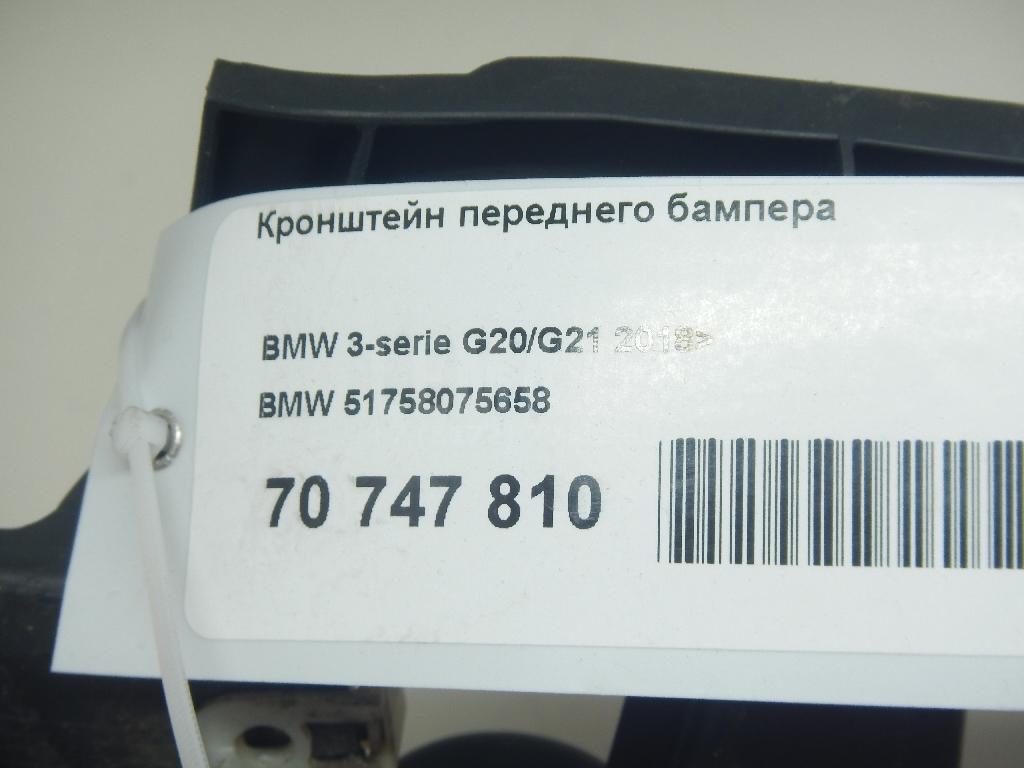 Кронштейн переднего бампера
BMW 3-serie G20/G21 2018>
BMW 51758075658
70 747 810